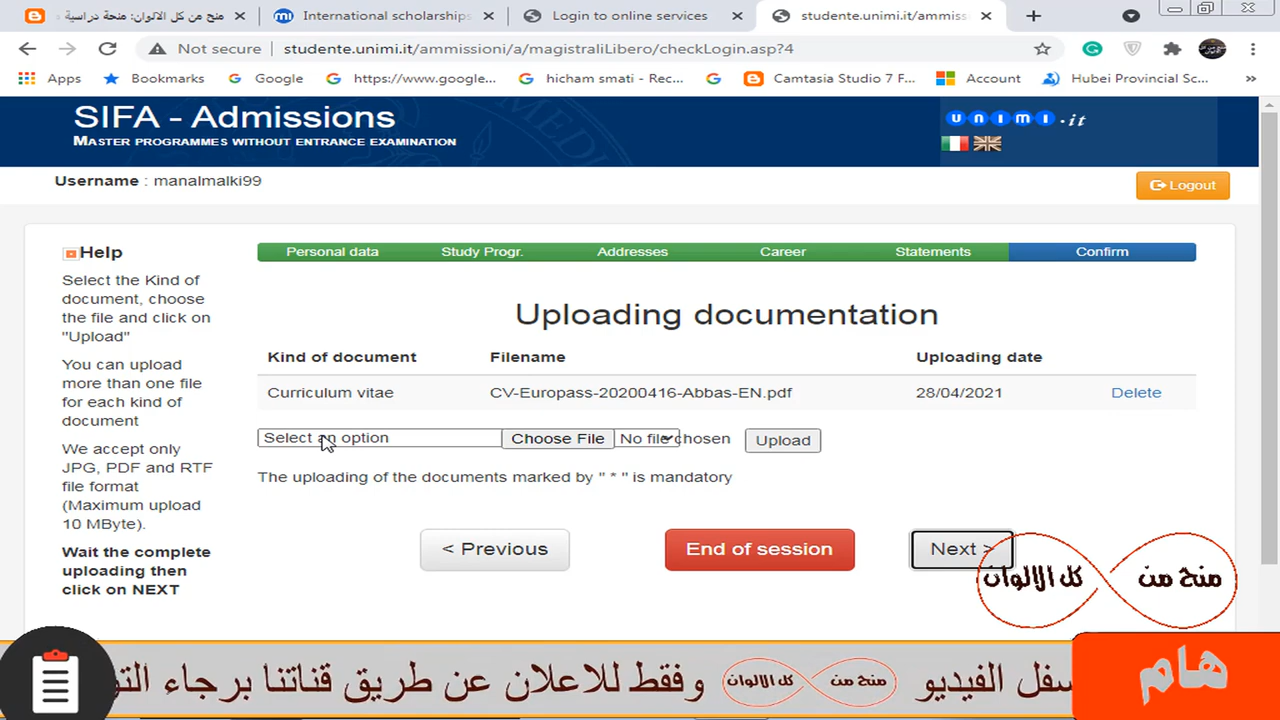 منح من كل الالوان: منحة دراسية
International scholarships
Login to online services
studente.unimi.it/ammiss
Not secure
studente.unimi.it/ammissioni/a/magistraliLibero/checkLogin.asp?4
Apps
Bookmarks
Google
https://www.google...
hicham smati - Rec...
Camtasia Studio 7 F...
Account
Hubei Provincial Sc...
SIFA - Admissions
MASTER PROGRAMMES WITHOUT ENTRANCE EXAMINATION
unimi.it
Username : manalmalki99
Logout
Help
Select the Kind of
document, choose
the file and click on
"Upload"
You can upload
more than one file
for each kind of
document
We accept only
JPG, PDF and RTF
file format
(Maximum upload
10 MByte).
Wait the complete
uploading then
click on NEXT
Personal data Study Progr. Addresses Career Statements Confirm
Uploading documentation
Kind of document Filename Uploading date
Curriculum vitae CV-Europass-20200416-Abbas-EN.pdf 28/04/2021 Delete
Select an option Choose File No file chosen Upload
The uploading of the documents marked by " * " is mandatory
< Previous End of session Next >
منح من كل الالوان
سفل الفيديو منح من كل الالوان وفقط للاعلان عن طريق قناتنا برجاء التو
هام